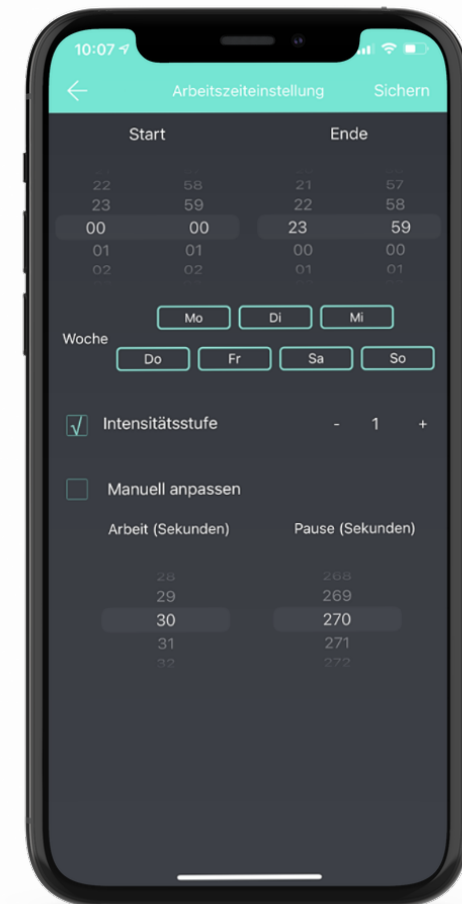 10:07
Arbeitszeiteinstellung Sichern
Start Ende
22 58 21 57
23 59 22 58
00 00 23 59
01 01 00 00
02 02 01 01
Mo Di Mi
Woche
Do Fr Sa So
√ Intensitätsstufe - 1 +
Manuell anpassen
Arbeit (Sekunden) Pause (Sekunden)
28 268
29 269
30 270
31 271
32 272